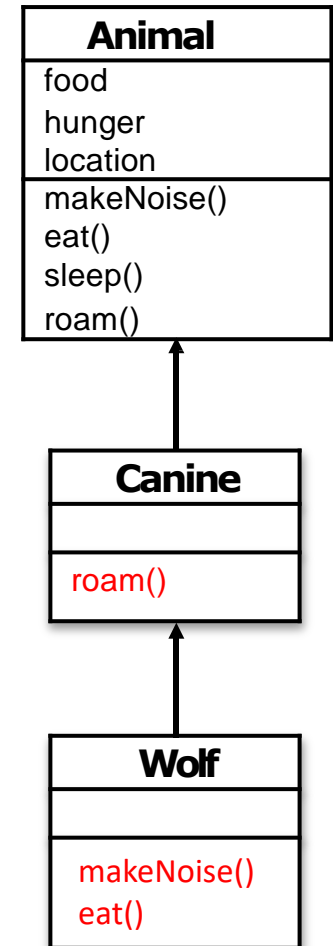 Animal
food
hunger
location
makeNoise()
eat()
sleep()
roam()
Canine
roam()
Wolf
makeNoise()
eat()